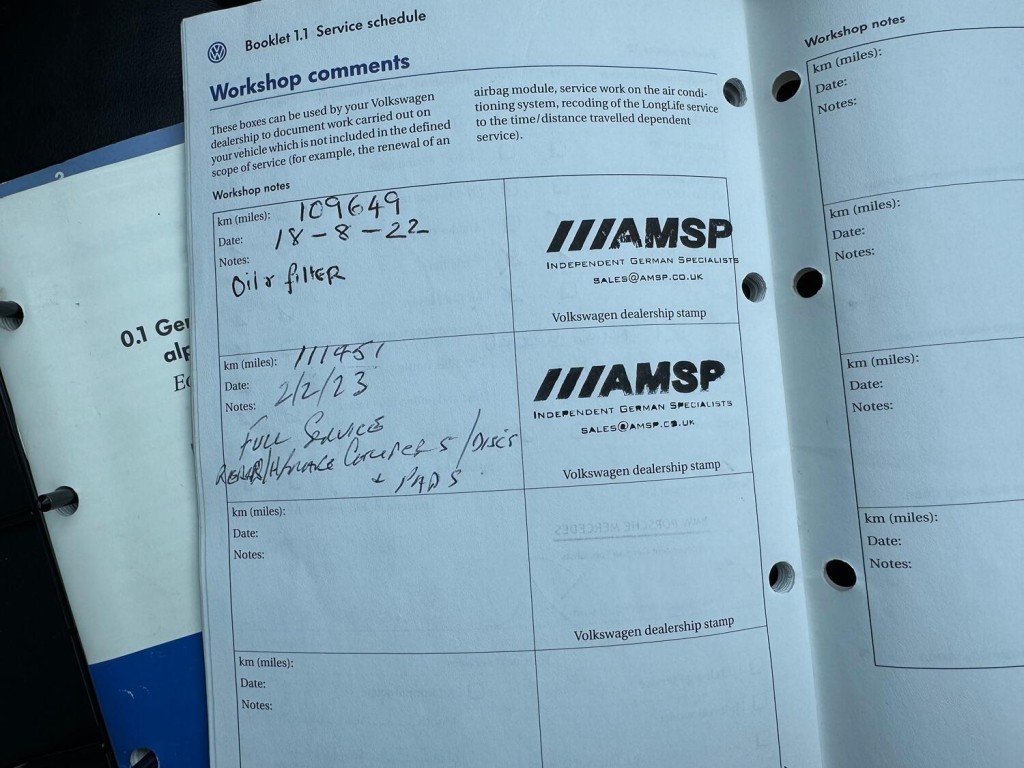 Booklet 1.1 Service schedule
Workshop comments
These boxes can be used by your Volkswagen
dealership to document work carried out on
your vehicle which is not included in the defined
scope of service (for example, the renewal of an
airbag module, service work on the air condi-
tioning system, recoding of the LongLife service
to the time/distance travelled dependent
service).
Workshop notes
km (miles): 109649
Date: 18-8-22
Notes:
Oil & filter
AMSP
Independent German Specialists
sales@amsp.co.uk
Volkswagen dealership stamp
km (miles): 111451
Date: 2/2/23
Notes:
Full Service
Rear/H/Brake Calipers/Discs
+ PADS
AMSP
Independent German Specialists
sales@amsp.co.uk
Volkswagen dealership stamp
km (miles):
Date:
Notes:
Volkswagen dealership stamp
km (miles):
Date:
Notes:
Workshop notes
km (miles):
Date:
Notes:
km (miles):
Date:
Notes:
km (miles):
Date:
Notes:
km (miles):
Date:
Notes:
0.1 Ger
alp